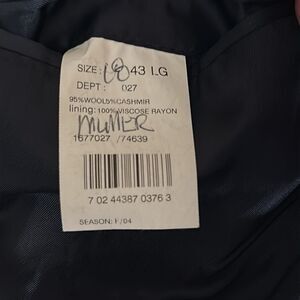 SIZE: 43 LG
DEPT : 027
95%WOOL5%CASHMIR
lining: 100%VISCOSE RAYON
1677027 /74639
7 02 44387 0376 3
SEASON: F/04